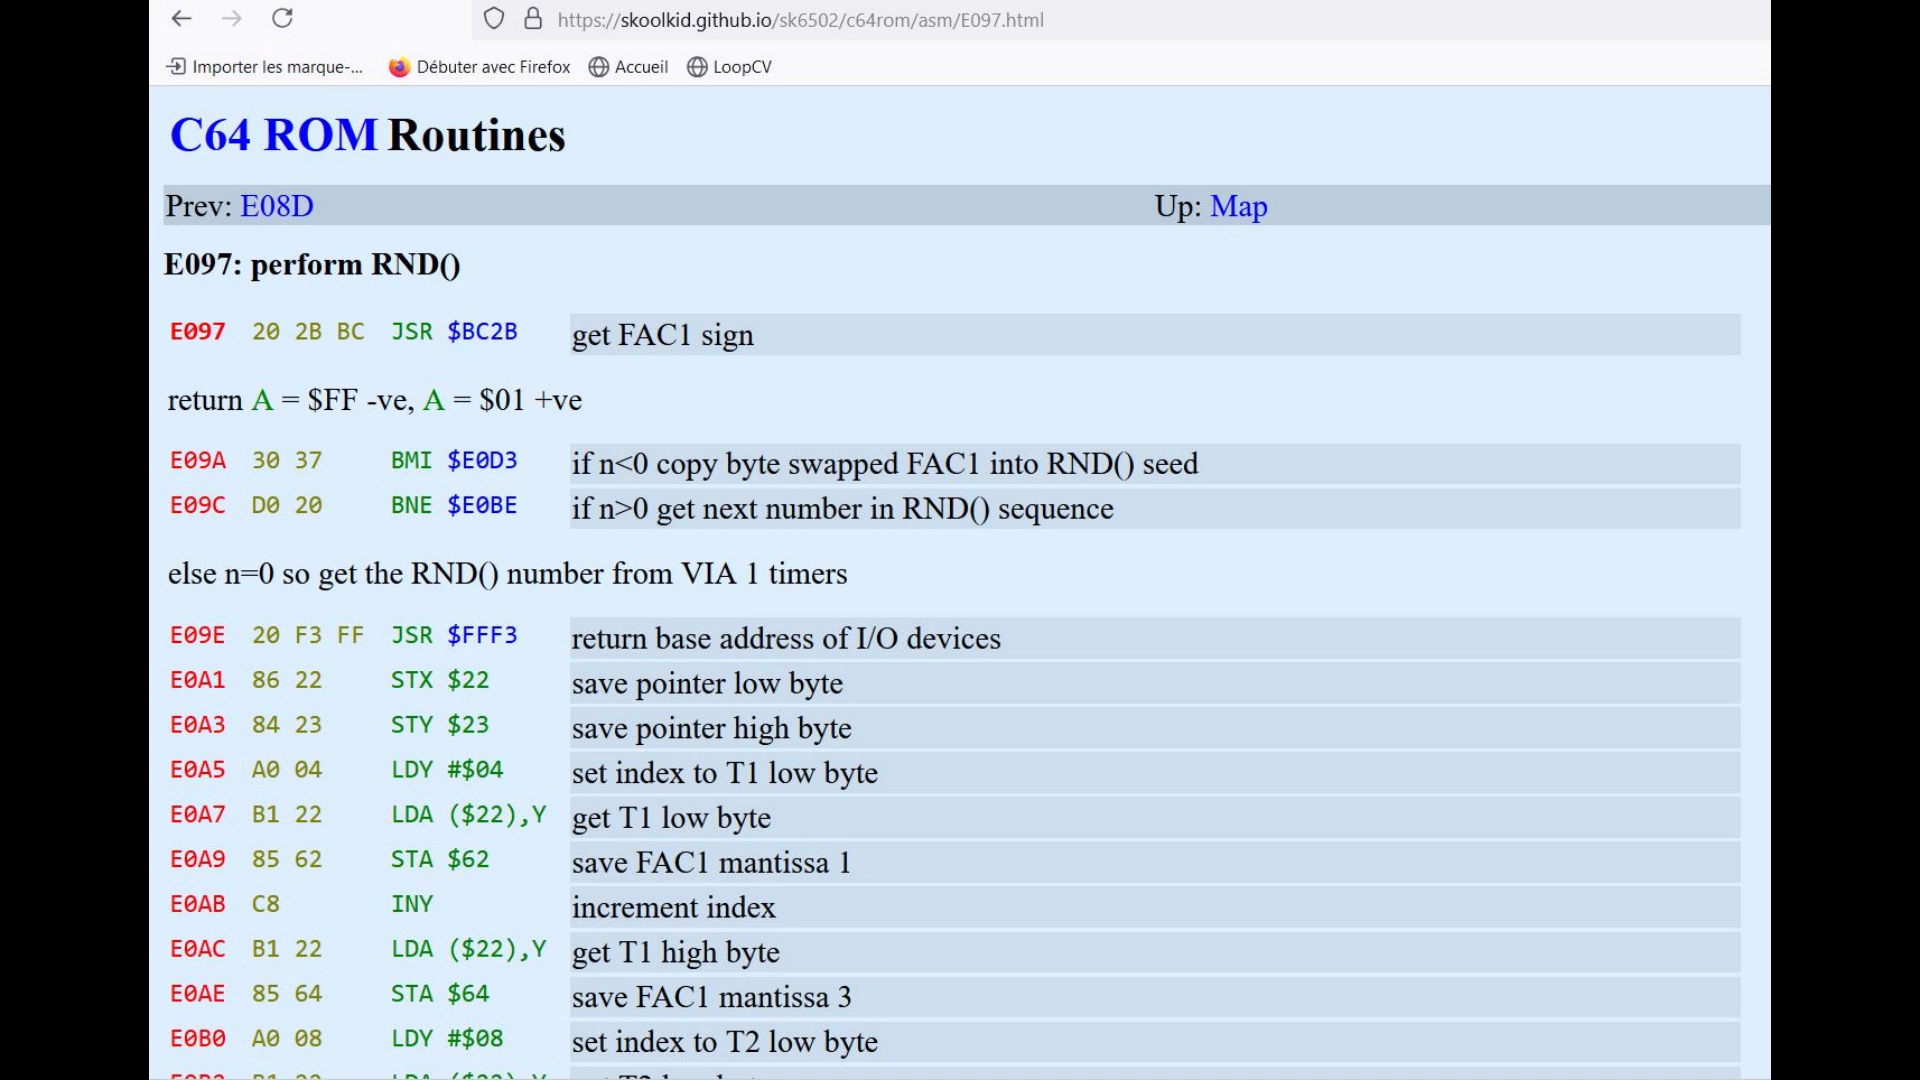 https://skoolkid.github.io/sk6502/c64rom/asm/E097.html
Importer les marque-... Débuter avec Firefox Accueil LoopCV
C64 ROM Routines
Prev: E08D Up: Map
E097: perform RND()
E097 20 2B BC JSR $BC2B get FAC1 sign
return A = $FF -ve, A = $01 +ve
E09A 30 37 BMI $E0D3 if n<0 copy byte swapped FAC1 into RND() seed
E09C D0 20 BNE $E0BE if n>0 get next number in RND() sequence
else n=0 so get the RND() number from VIA 1 timers
E09E 20 F3 FF JSR $FFF3 return base address of I/O devices
E0A1 86 22 STX $22 save pointer low byte
E0A3 84 23 STY $23 save pointer high byte
E0A5 A0 04 LDY #$04 set index to T1 low byte
E0A7 B1 22 LDA ($22),Y get T1 low byte
E0A9 85 62 STA $62 save FAC1 mantissa 1
E0AB C8 INY increment index
E0AC B1 22 LDA ($22),Y get T1 high byte
E0AE 85 64 STA $64 save FAC1 mantissa 3
E0B0 A0 08 LDY #$08 set index to T2 low byte